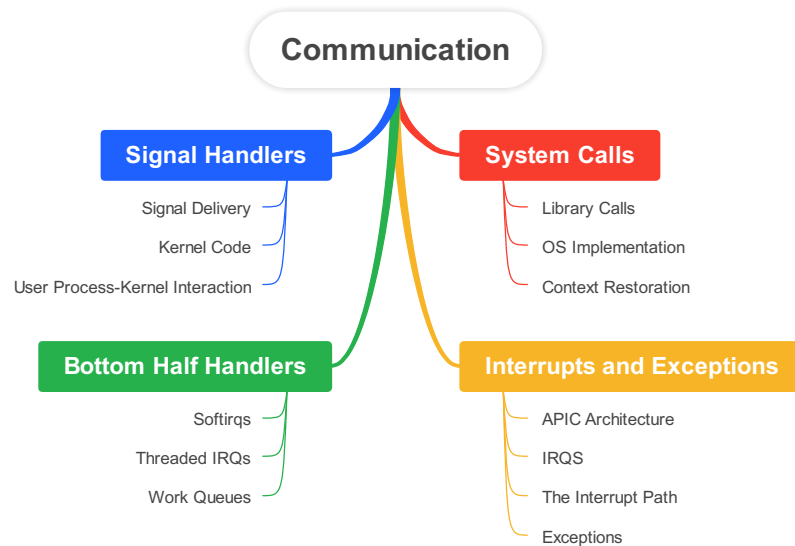 Communication
Signal Handlers
Signal Delivery
Kernel Code
User Process-Kernel Interaction
System Calls
Library Calls
OS Implementation
Context Restoration
Bottom Half Handlers
Softirqs
Threaded IRQs
Work Queues
Interrupts and Exceptions
APIC Architecture
IRQS
The Interrupt Path
Exceptions